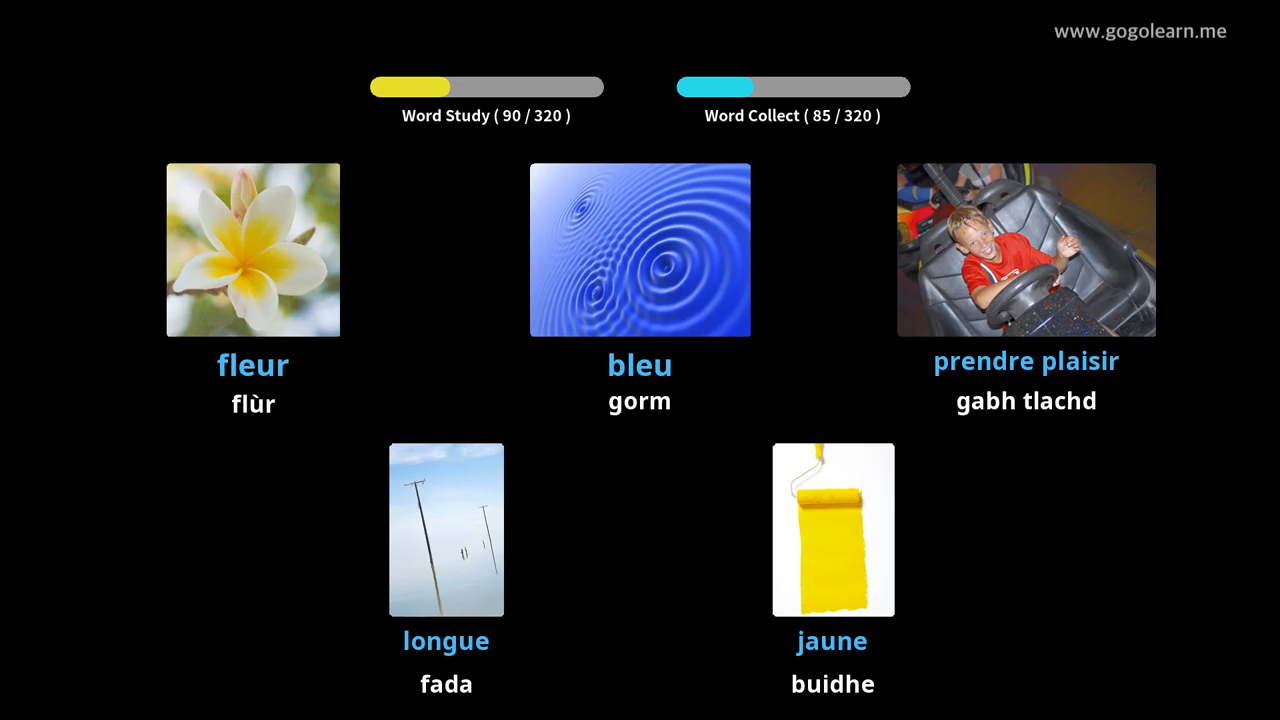 www.gogolearn.me
Word Study ( 90 / 320 )
Word Collect ( 85 / 320 )
fleur
flùr
bleu
gorm
prendre plaisir
gabh tlachd
longue
fada
jaune
buidhe